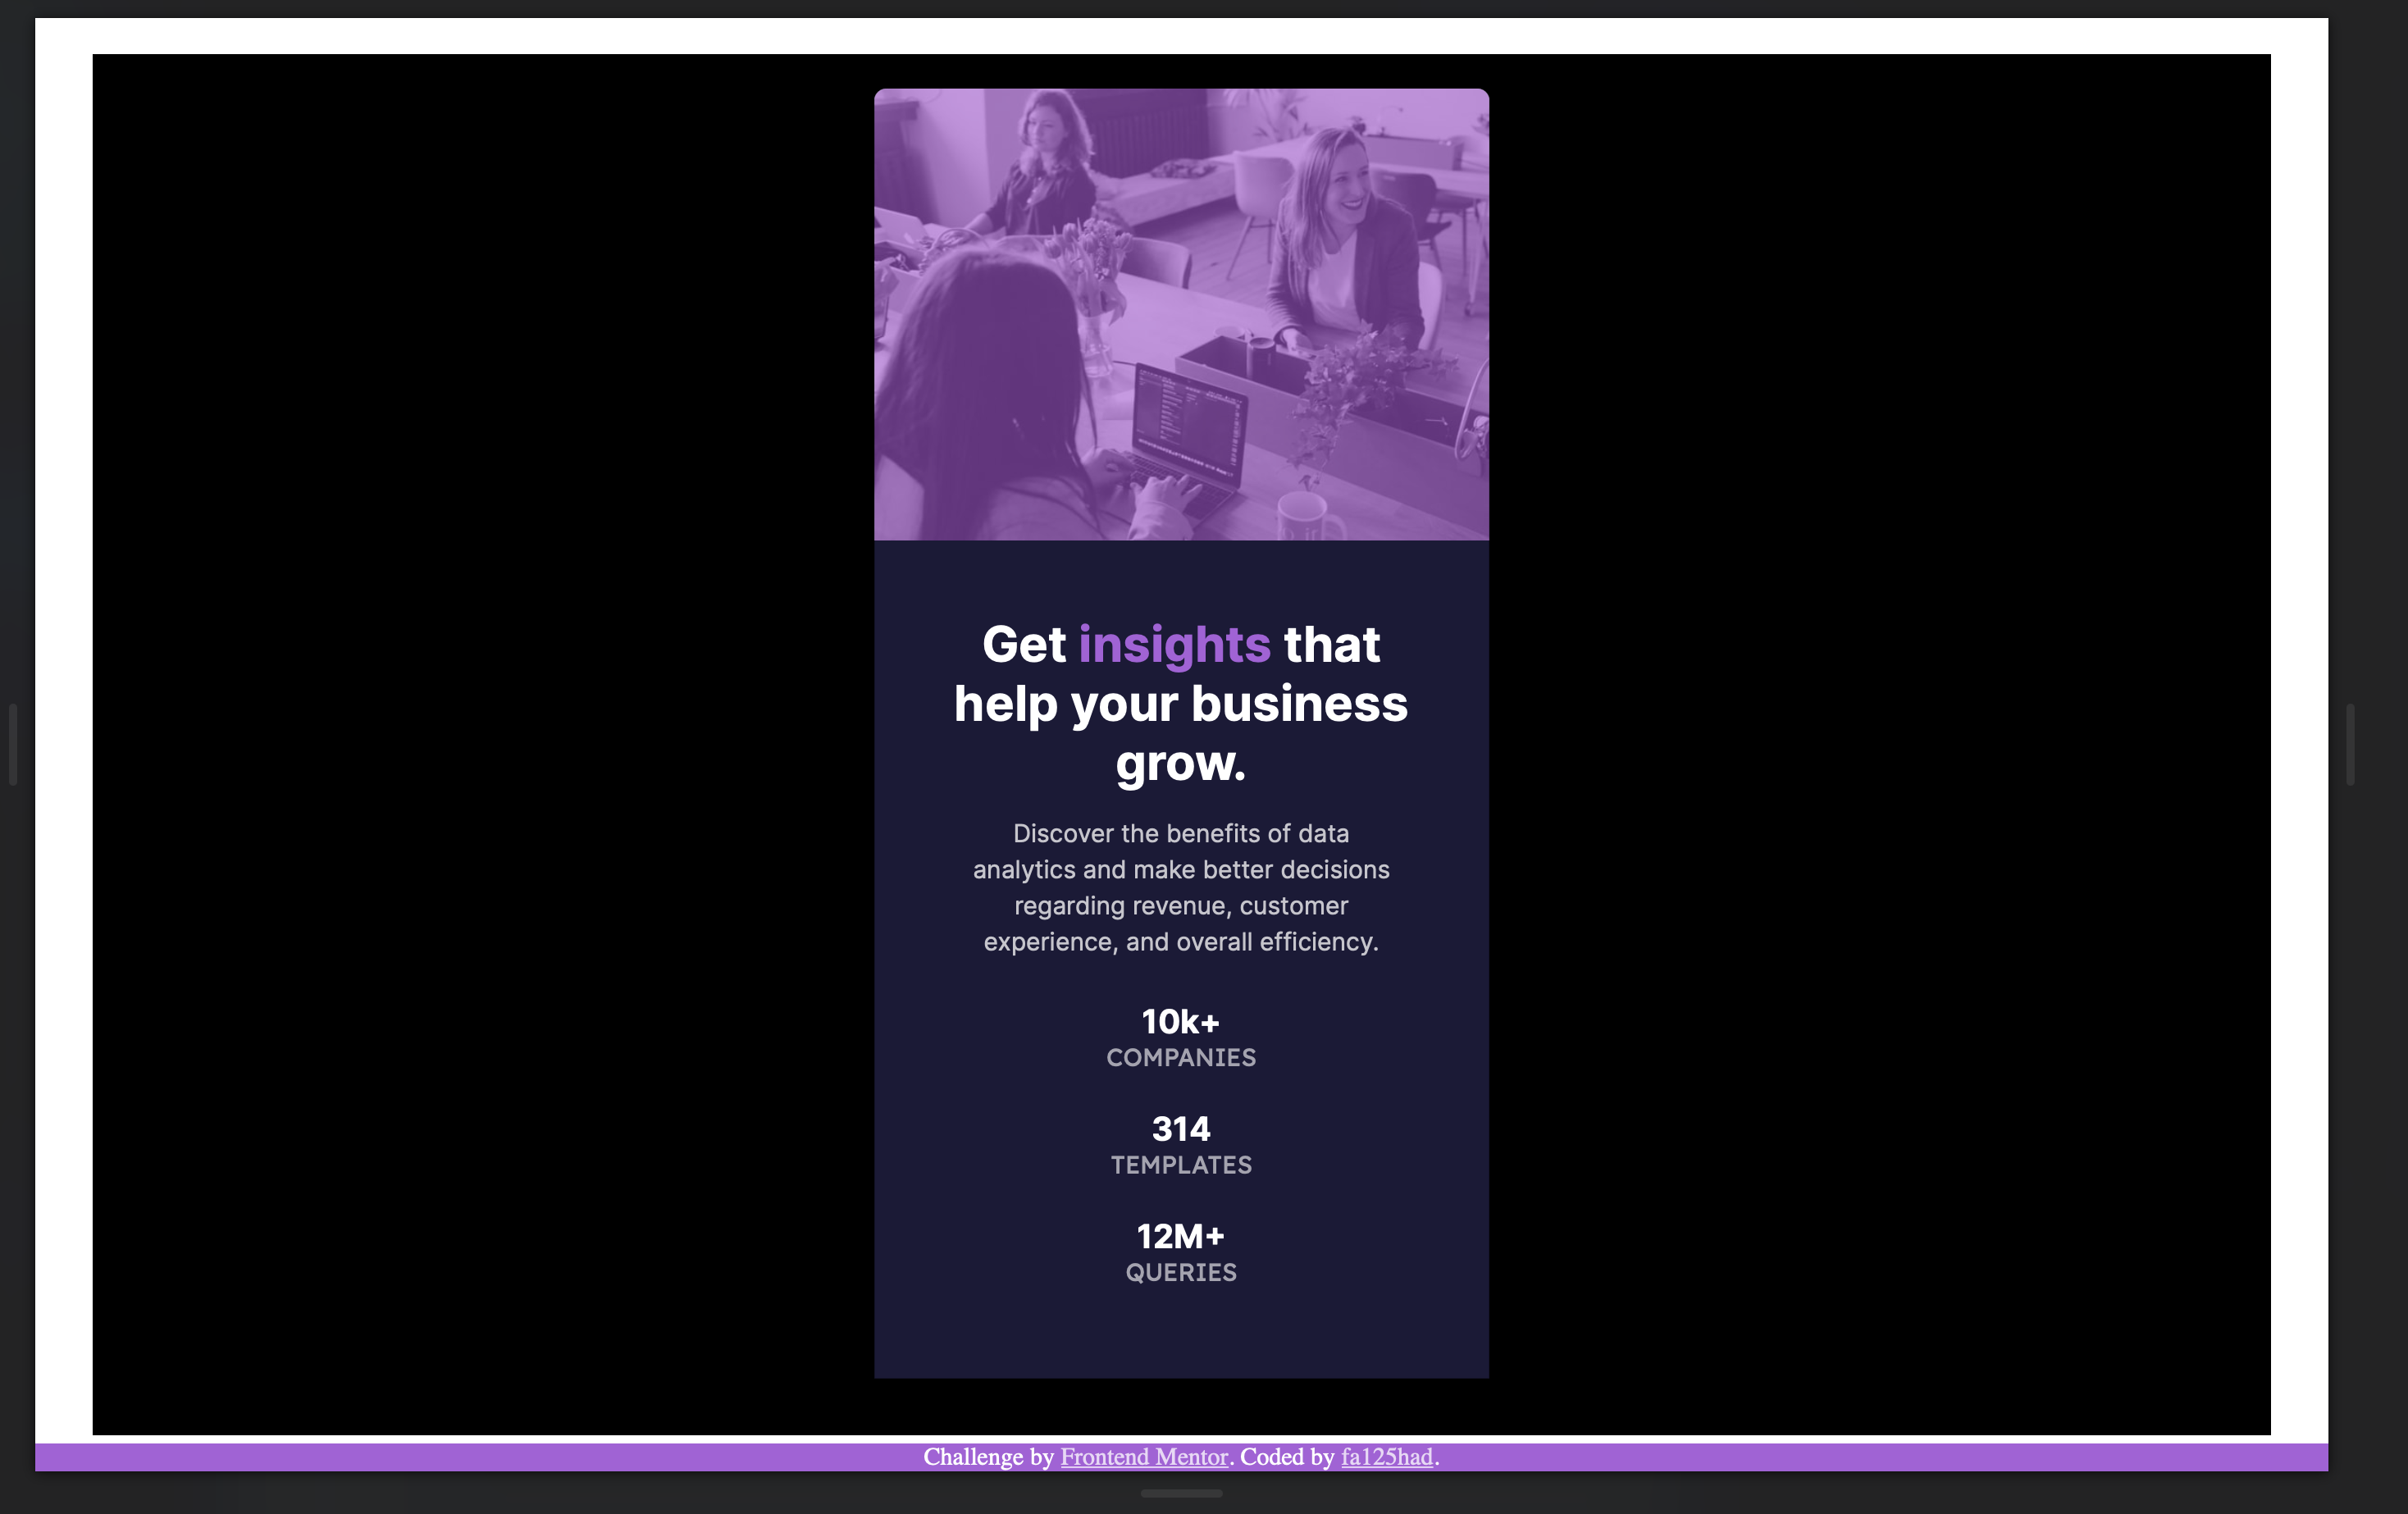 Get insights that
help your business
grow.
Discover the benefits of data
analytics and make better decisions
regarding revenue, customer
experience, and overall efficiency.
10k+
COMPANIES
314
TEMPLATES
12M+
QUERIES
Challenge by Frontend Mentor. Coded by fa125had.